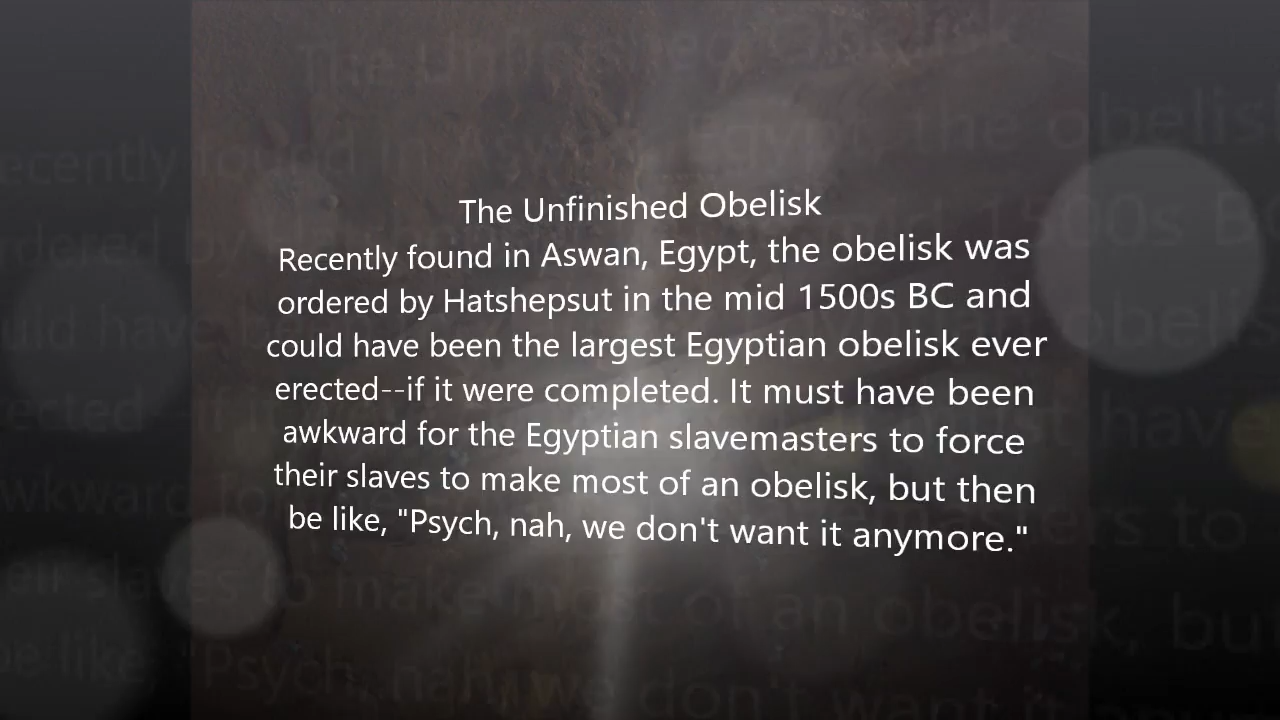 The Unfinished Obelisk
Recently found in Aswan, Egypt, the obelisk was
ordered by Hatshepsut in the mid 1500s BC and
could have been the largest Egyptian obelisk ever
erected--if it were completed. It must have been
awkward for the Egyptian slavemasters to force
their slaves to make most of an obelisk, but then
be like, "Psych, nah, we don't want it anymore."